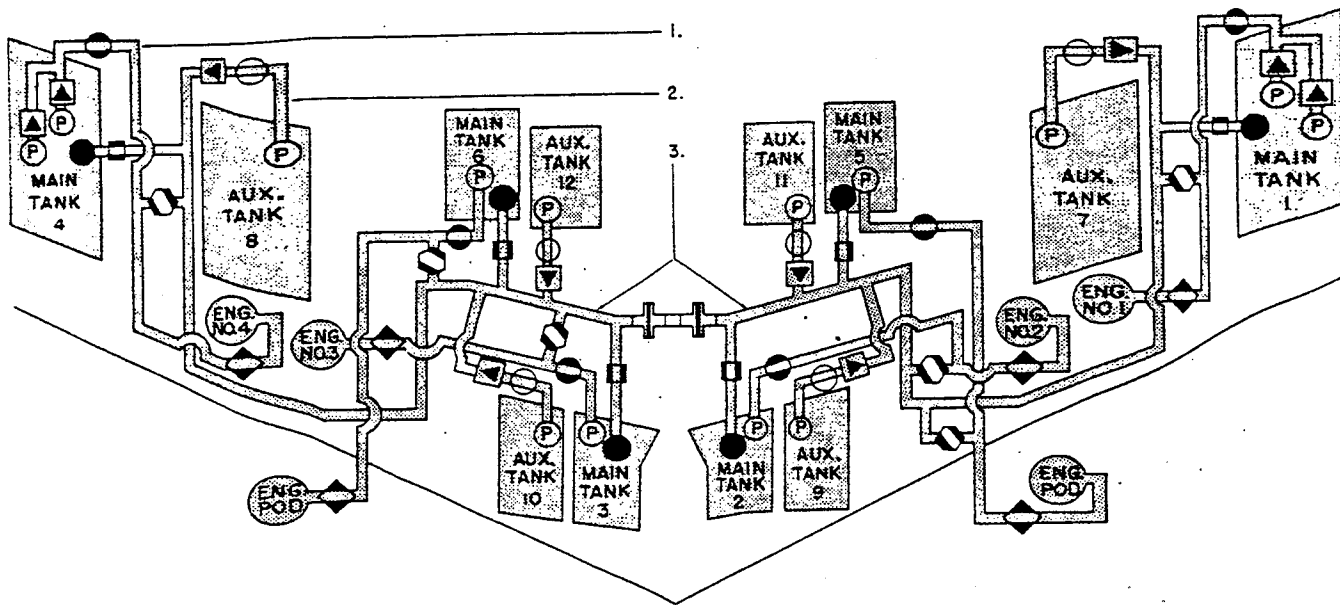 1.
2.
3.
MAIN
TANK
4
P
P
AUX.
TANK
8
P
MAIN
TANK
6
P
AUX.
TANK
12
P
AUX.
TANK
11
P
MAIN
TANK
5
P
AUX.
TANK
7
P
MAIN
TANK
1.
P
P
ENG.
NO.4
ENG.
NO.3
ENG.
NO.2
ENG.
NO.1
AUX.
TANK
10
P
MAIN
TANK
3
P
MAIN
TANK
2
P
AUX.
TANK
9
P
ENG.
POD
ENG.
POD